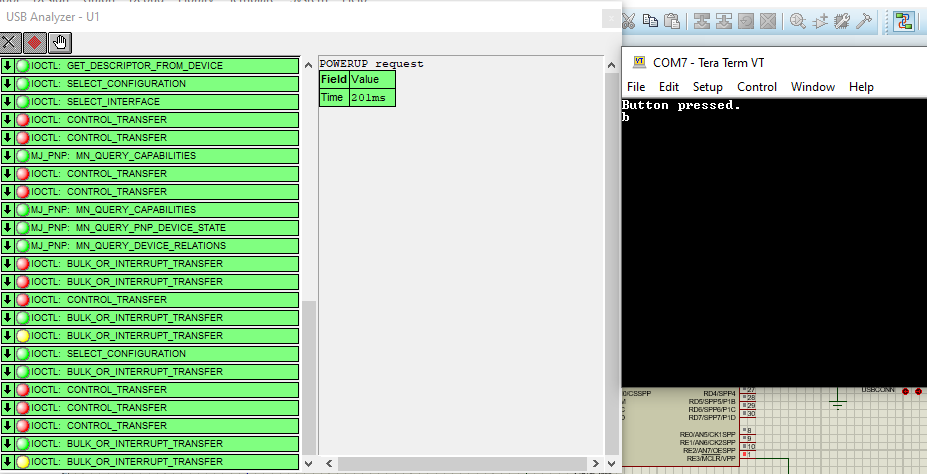 USB Analyzer - U1
IOCTL: GET_DESCRIPTOR_FROM_DEVICE
IOCTL: SELECT_CONFIGURATION
IOCTL: SELECT_INTERFACE
IOCTL: CONTROL_TRANSFER
IOCTL: CONTROL_TRANSFER
MJ_PNP: MN_QUERY_CAPABILITIES
IOCTL: CONTROL_TRANSFER
IOCTL: CONTROL_TRANSFER
MJ_PNP: MN_QUERY_CAPABILITIES
MJ_PNP: MN_QUERY_PNP_DEVICE_STATE
MJ_PNP: MN_QUERY_DEVICE_RELATIONS
IOCTL: BULK_OR_INTERRUPT_TRANSFER
IOCTL: BULK_OR_INTERRUPT_TRANSFER
IOCTL: CONTROL_TRANSFER
IOCTL: BULK_OR_INTERRUPT_TRANSFER
IOCTL: BULK_OR_INTERRUPT_TRANSFER
IOCTL: SELECT_CONFIGURATION
IOCTL: BULK_OR_INTERRUPT_TRANSFER
IOCTL: CONTROL_TRANSFER
IOCTL: CONTROL_TRANSFER
IOCTL: CONTROL_TRANSFER
IOCTL: BULK_OR_INTERRUPT_TRANSFER
IOCTL: BULK_OR_INTERRUPT_TRANSFER
POWERUP request
Field Value
Time 201ms
VT COM7 - Tera Term VT
File Edit Setup Control Window Help
Button pressed.
b
0/CSSPP RD4/SPP4 27
RD5/SPP5/P1B 28
RD6/SPP6/P1C 29
RD7/SPP7/P1D 30
RE0/AN5/CK1SPP 8
RE1/AN6/CK2SPP 9
RE2/AN7/OESPP 10
RE3/MCLR/VPP 1
USBCONN